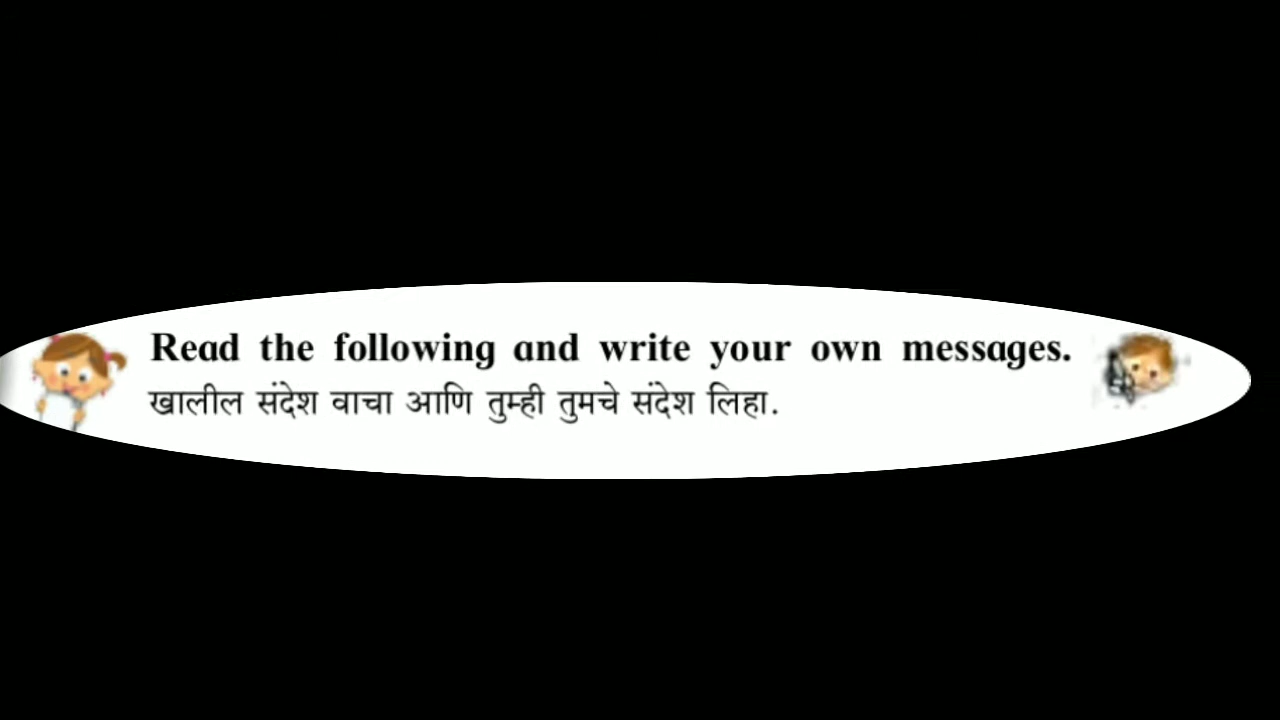 Read the following and write your own messages.
खालील संदेश वाचा आणि तुम्ही तुमचे संदेश लिहा.